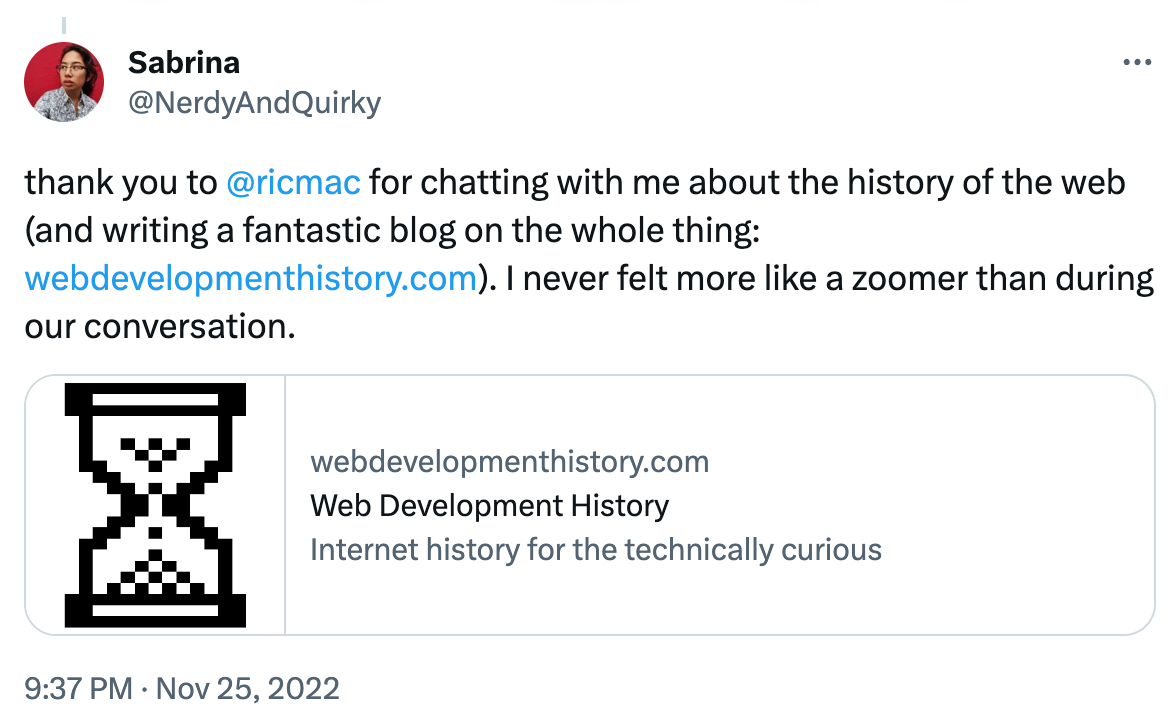 Sabrina
@NerdyAndQuirky
thank you to @ricmac for chatting with me about the history of the web
(and writing a fantastic blog on the whole thing:
webdevelopmenthistory.com). I never felt more like a zoomer than during
our conversation.
webdevelopmenthistory.com
Web Development History
Internet history for the technically curious
9:37 PM · Nov 25, 2022